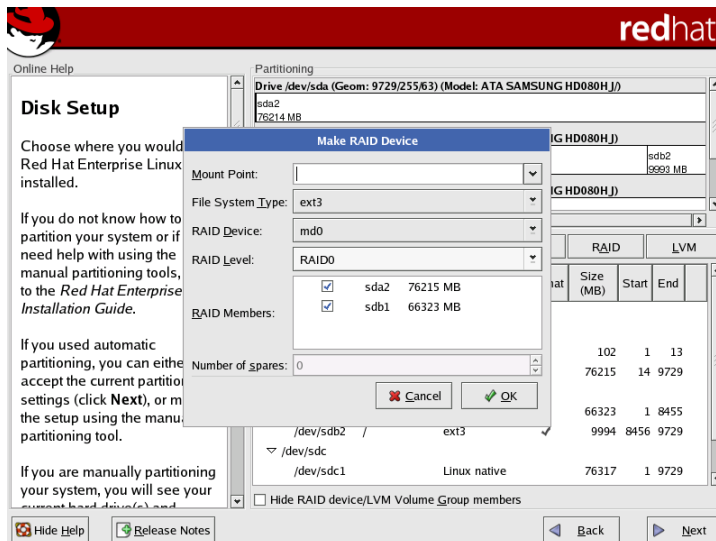 redhat
Online Help
Disk Setup
Choose where you would
Red Hat Enterprise Linux
installed.
If you do not know how to
partition your system or if
need help with using the
manual partitioning tools,
to the Red Hat Enterprise
Installation Guide.
If you used automatic
partitioning, you can eithe
accept the current partition
settings (click Next), or m
the setup using the manua
partitioning tool.
If you are manually partitioning
your system, you will see your
current hard drive(s) and
Partitioning
Drive /dev/sda (Geom: 9729/255/63) (Model: ATA SAMSUNG HD080HJ/)
sda2
76214 MB
G HD080HJ)
sdb2
9993 MB
G HD080HJ)
RAID
LVM
at Size (MB) Start End
102 1 13
76215 14 9729
66323 1 8455
/dev/sdb2 / ext3 9994 8456 9729
/dev/sdc
/dev/sdc1 Linux native 76317 1 9729
Hide RAID device/LVM Volume Group members
Make RAID Device
Mount Point:
File System Type: ext3
RAID Device: md0
RAID Level: RAID0
RAID Members:
sda2 76215 MB
sdb1 66323 MB
Number of spares: 0
Cancel
OK
Hide Help
Release Notes
Back
Next